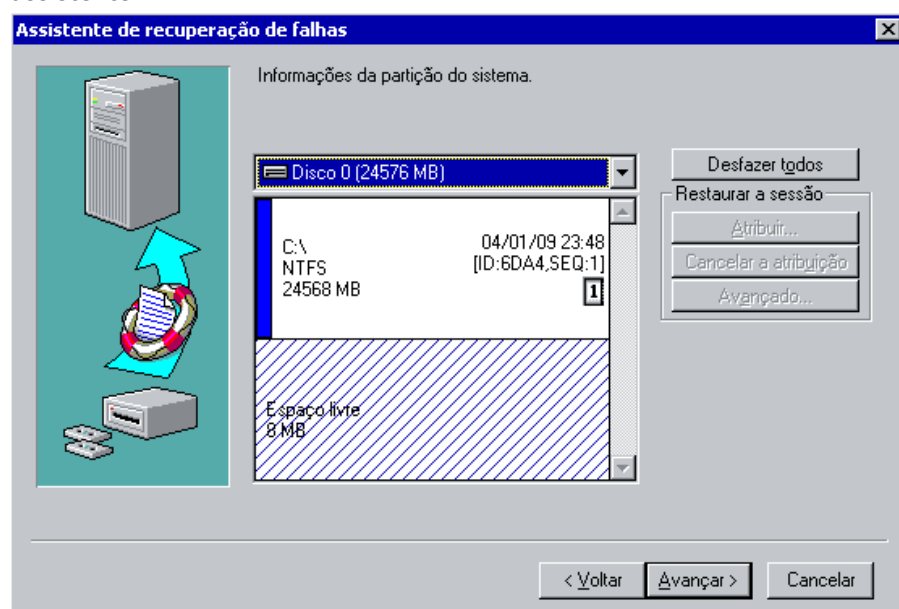 Assistente de recuperação de falhas
Informações da partição do sistema.
Disco 0 (24576 MB)
Desfazer todos
Restaurar a sessão
Atribuir...
Cancelar a atribuição
Avançado...
C:\
NTFS
24568 MB
04/01/09 23:48
[ID:6DA4,SEQ:1]
1
Espaço livre
8 MB
< Voltar
Avançar >
Cancelar